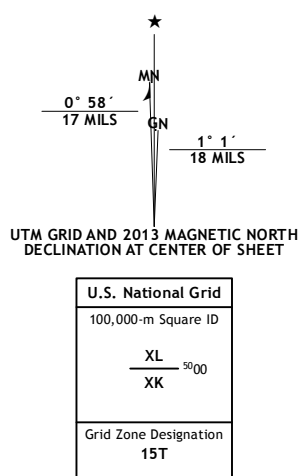 MN
0° 58´
17 MILS
GN
1° 1´
18 MILS
UTM GRID AND 2013 MAGNETIC NORTH
DECLINATION AT CENTER OF SHEET
U.S. National Grid
100,000-m Square ID
XL
5000
XK
Grid Zone Designation
15T